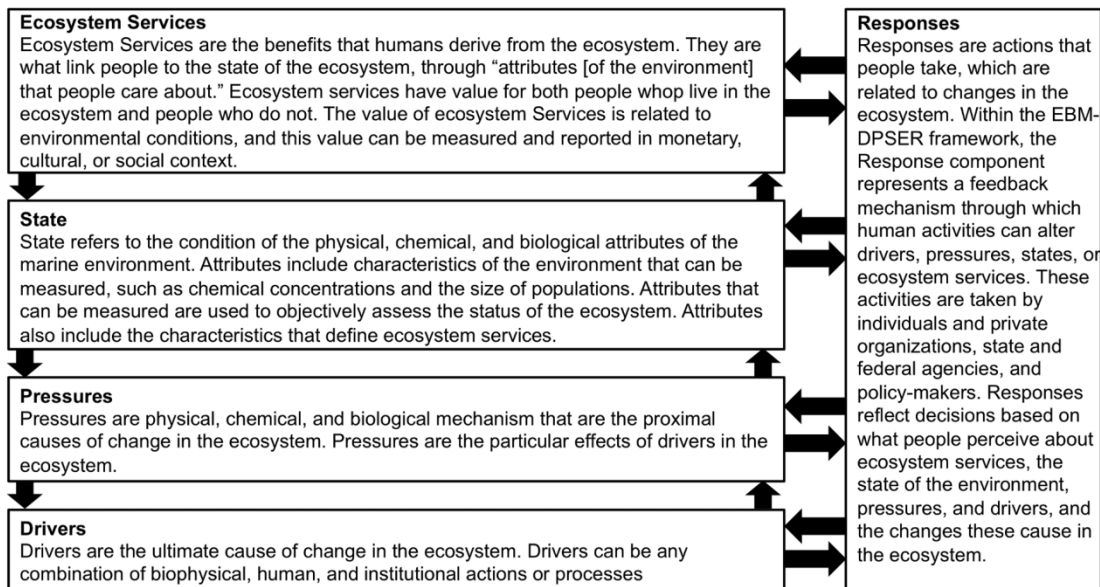 Ecosystem Services
Ecosystem Services are the benefits that humans derive from the ecosystem. They are
what link people to the state of the ecosystem, through “attributes [of the environment]
that people care about.” Ecosystem services have value for both people whop live in the
ecosystem and people who do not. The value of ecosystem Services is related to
environmental conditions, and this value can be measured and reported in monetary,
cultural, or social context.
State
State refers to the condition of the physical, chemical, and biological attributes of the
marine environment. Attributes include characteristics of the environment that can be
measured, such as chemical concentrations and the size of populations. Attributes that
can be measured are used to objectively assess the status of the ecosystem. Attributes
also include the characteristics that define ecosystem services.
Pressures
Pressures are physical, chemical, and biological mechanism that are the proximal
causes of change in the ecosystem. Pressures are the particular effects of drivers in the
ecosystem.
Drivers
Drivers are the ultimate cause of change in the ecosystem. Drivers can be any
combination of biophysical, human, and institutional actions or processes
Responses
Responses are actions that
people take, which are
related to changes in the
ecosystem. Within the EBM-
DPSER framework, the
Response component
represents a feedback
mechanism through which
human activities can alter
drivers, pressures, states, or
ecosystem services. These
activities are taken by
individuals and private
organizations, state and
federal agencies, and
policy-makers. Responses
reflect decisions based on
what people perceive about
ecosystem services, the
state of the environment,
pressures, and drivers, and
the changes these cause in
the ecosystem.